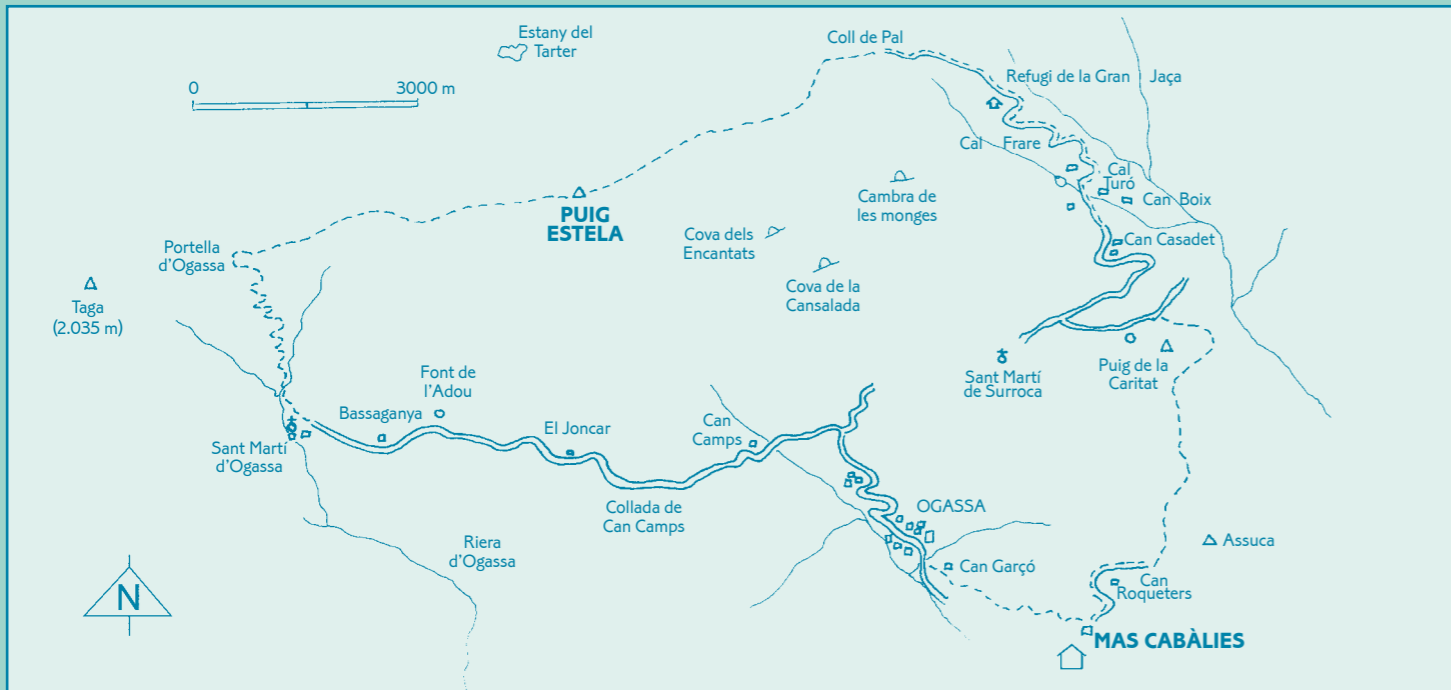 Estany del
Tarter
Coll de Pal
0
3000 m
Refugi de la Gran Jaça
Cal Frare
Cal
Turó
Can Boix
Cambra de
les monges
PUIG
ESTELA
Cova dels
Encantats
Can Casadet
Portella
d'Ogassa
Cova de la
Cansalada
Taga
(2.035 m)
Puig de la
Caritat
Sant Martí
de Surroca
Font de
l'Adou
Bassaganya
El Joncar
Can
Camps
Sant Martí
d'Ogassa
Collada de
Can Camps
OGASSA
Riera
d'Ogassa
Assuca
Can Garçó
Can
Roqueters
N
MAS CABÀLIES